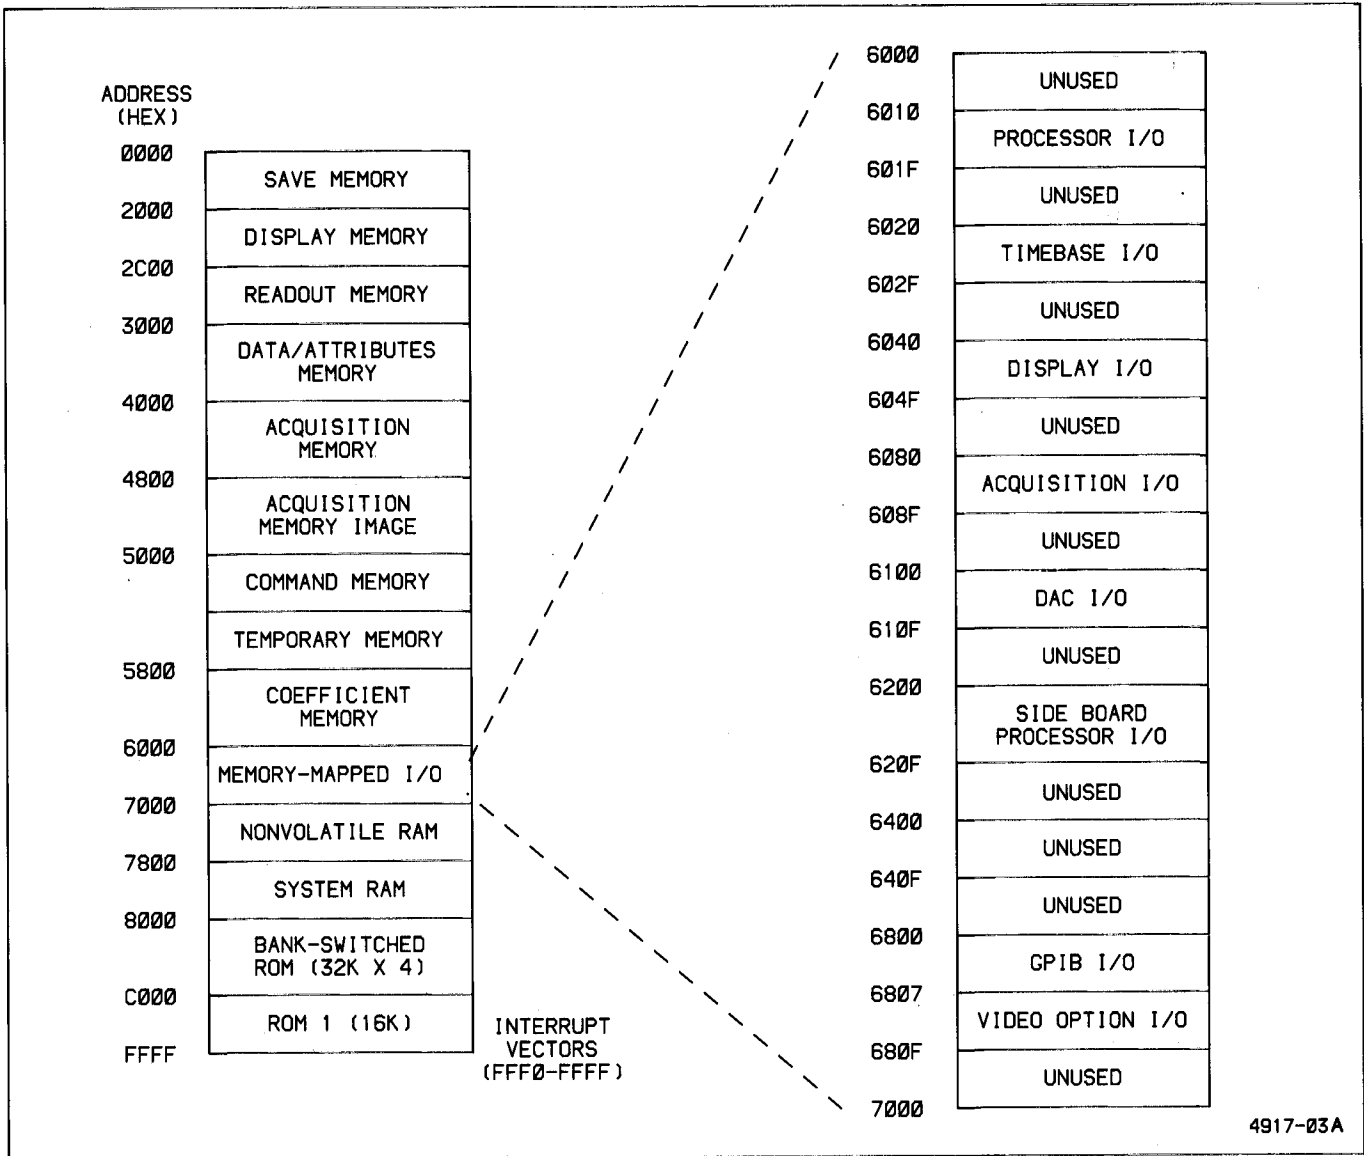 ADDRESS
(HEX)
0000
SAVE MEMORY
2000
DISPLAY MEMORY
2C00
READOUT MEMORY
3000
DATA/ATTRIBUTES
MEMORY
4000
ACQUISITION
MEMORY
4800
ACQUISITION
MEMORY IMAGE
5000
COMMAND MEMORY
TEMPORARY MEMORY
5800
COEFFICIENT
MEMORY
6000
MEMORY-MAPPED I/O
7000
NONVOLATILE RAM
7800
SYSTEM RAM
8000
BANK-SWITCHED
ROM (32K X 4)
C000
ROM 1 (16K)
FFFF
INTERRUPT
VECTORS
(FFF0-FFFF)
6000
UNUSED
6010
PROCESSOR I/O
601F
UNUSED
6020
TIMEBASE I/O
602F
UNUSED
6040
DISPLAY I/O
604F
UNUSED
6080
ACQUISITION I/O
608F
UNUSED
6100
DAC I/O
610F
UNUSED
6200
SIDE BOARD
PROCESSOR I/O
620F
UNUSED
6400
UNUSED
640F
UNUSED
6800
GPIB I/O
6807
VIDEO OPTION I/O
680F
UNUSED
7000
4917-03A